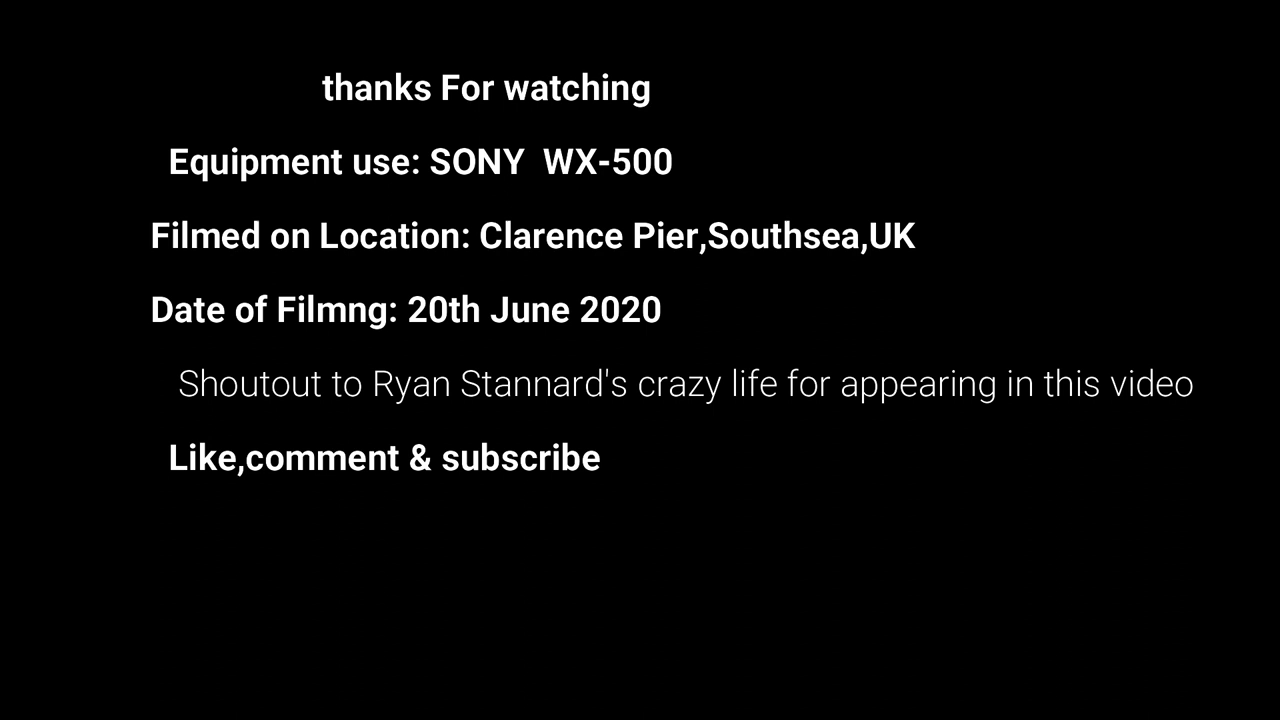 thanks For watching
Equipment use: SONY  WX-500
Filmed on Location: Clarence Pier,Southsea,UK
Date of Filmng: 20th June 2020
Shoutout to Ryan Stannard's crazy life for appearing in this video
Like,comment & subscribe